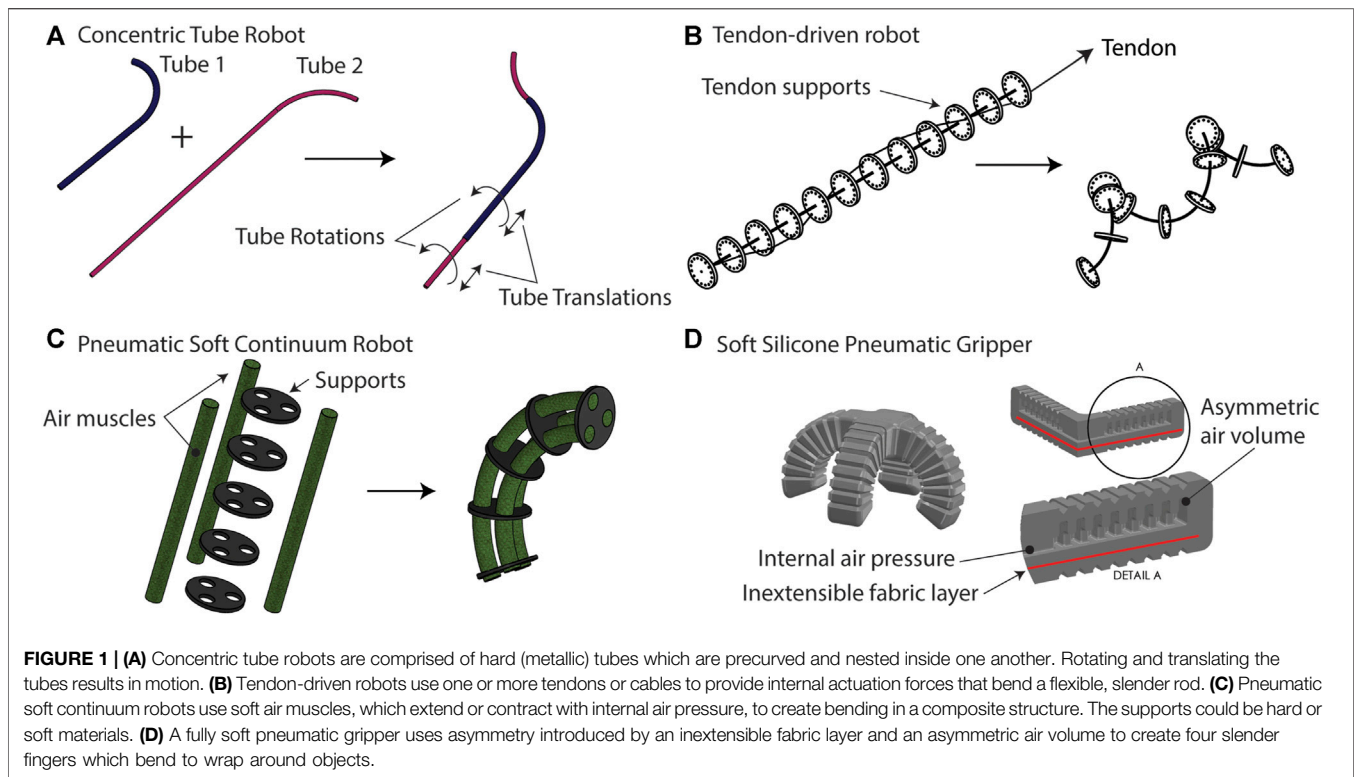 A Concentric Tube Robot
Tube 1
Tube 2
+
Tube Rotations
Tube Translations
B Tendon-driven robot
Tendon
Tendon supports
C Pneumatic Soft Continuum Robot
Supports
Air muscles
D Soft Silicone Pneumatic Gripper
A
Asymmetric
air volume
Internal air pressure
Inextensible fabric layer
DETAIL A
FIGURE 1 | (A) Concentric tube robots are comprised of hard (metallic) tubes which are precurved and nested inside one another. Rotating and translating the
tubes results in motion. (B) Tendon-driven robots use one or more tendons or cables to provide internal actuation forces that bend a flexible, slender rod. (C) Pneumatic
soft continuum robots use soft air muscles, which extend or contract with internal air pressure, to create bending in a composite structure. The supports could be hard or
soft materials. (D) A fully soft pneumatic gripper uses asymmetry introduced by an inextensible fabric layer and an asymmetric air volume to create four slender
fingers which bend to wrap around objects.